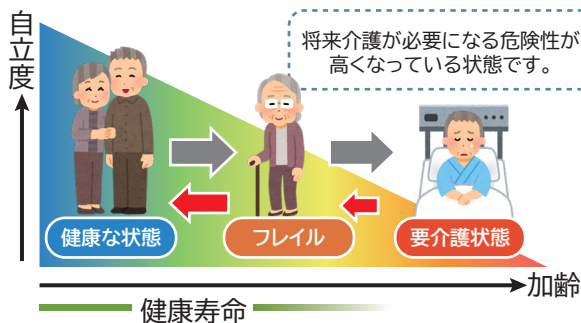 自立度
将来介護が必要になる危険性が
高くなっている状態です。
健康な状態
フレイル
要介護状態
加齢
健康寿命